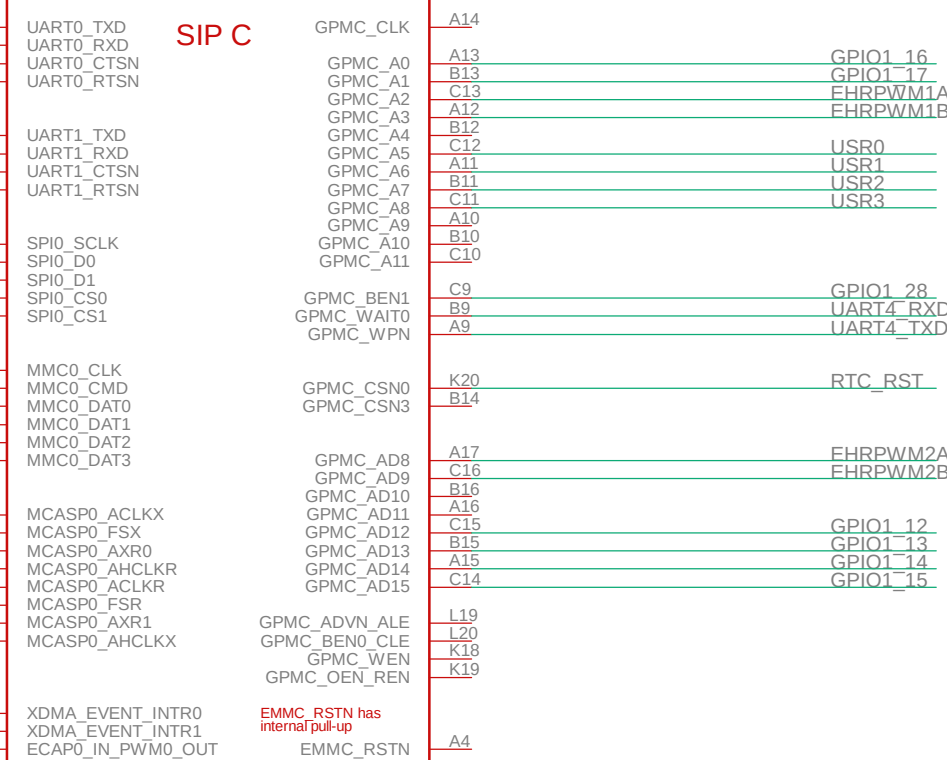 UART0_TXD SIP C GPMC_CLK A14
UART0_RXD
UART0_CTSN GPMC_A0 A13 GPIO1_16
UART0_RTSN GPMC_A1 B13 GPIO1_17
GPMC_A2 C13 EHRPWM1A
GPMC_A3 A12 EHRPWM1B
UART1_TXD GPMC_A4 B12
UART1_RXD GPMC_A5 C12 USR0
UART1_CTSN GPMC_A6 A11 USR1
UART1_RTSN GPMC_A7 B11 USR2
GPMC_A8 C11 USR3
GPMC_A9 A10
SPI0_SCLK GPMC_A10 B10
SPI0_D0 GPMC_A11 C10
SPI0_D1
SPI0_CS0 GPMC_BEN1 C9 GPIO1_28
SPI0_CS1 GPMC_WAIT0 B9 UART4_RXD
GPMC_WPN A9 UART4_TXD
MMC0_CLK
MMC0_CMD GPMC_CSN0 K20 RTC_RST
MMC0_DAT0 GPMC_CSN3 B14
MMC0_DAT1
MMC0_DAT2
MMC0_DAT3 GPMC_AD8 A17 EHRPWM2A
GPMC_AD9 C16 EHRPWM2B
GPMC_AD10 B16
MCASP0_ACLKX GPMC_AD11 A16
MCASP0_FSX GPMC_AD12 C15 GPIO1_12
MCASP0_AXR0 GPMC_AD13 B15 GPIO1_13
MCASP0_AHCLKR GPMC_AD14 A15 GPIO1_14
MCASP0_ACLKR GPMC_AD15 C14 GPIO1_15
MCASP0_FSR
MCASP0_AXR1 GPMC_ADVN_ALE L19
MCASP0_AHCLKX GPMC_BEN0_CLE L20
GPMC_WEN K18
GPMC_OEN_REN K19
XDMA_EVENT_INTR0 EMMC_RSTN has
XDMA_EVENT_INTR1 internal pull-up
ECAP0_IN_PWM0_OUT EMMC_RSTN A4